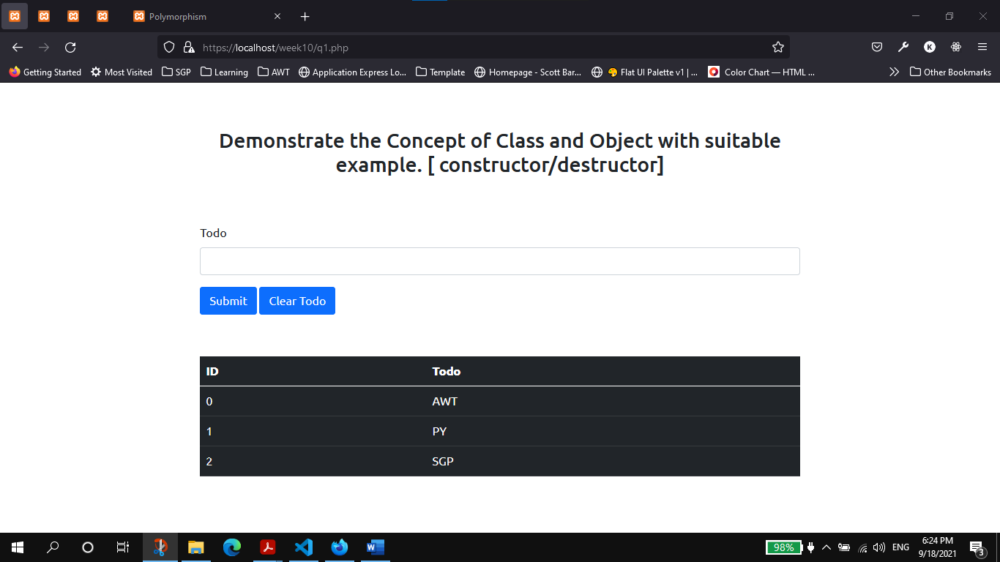 Polymorphism
https://localhost/week10/q1.php
K
Getting Started Most Visited SGP Learning AWT Application Express Lo... Template Homepage - Scott Bar... Flat UI Palette v1 | ... Color Chart — HTML ... Other Bookmarks
Demonstrate the Concept of Class and Object with suitable
example. [ constructor/destructor]
Todo
Submit Clear Todo
ID Todo
0 AWT
1 PY
2 SGP
98% ENG 6:24 PM
9/18/2021
3